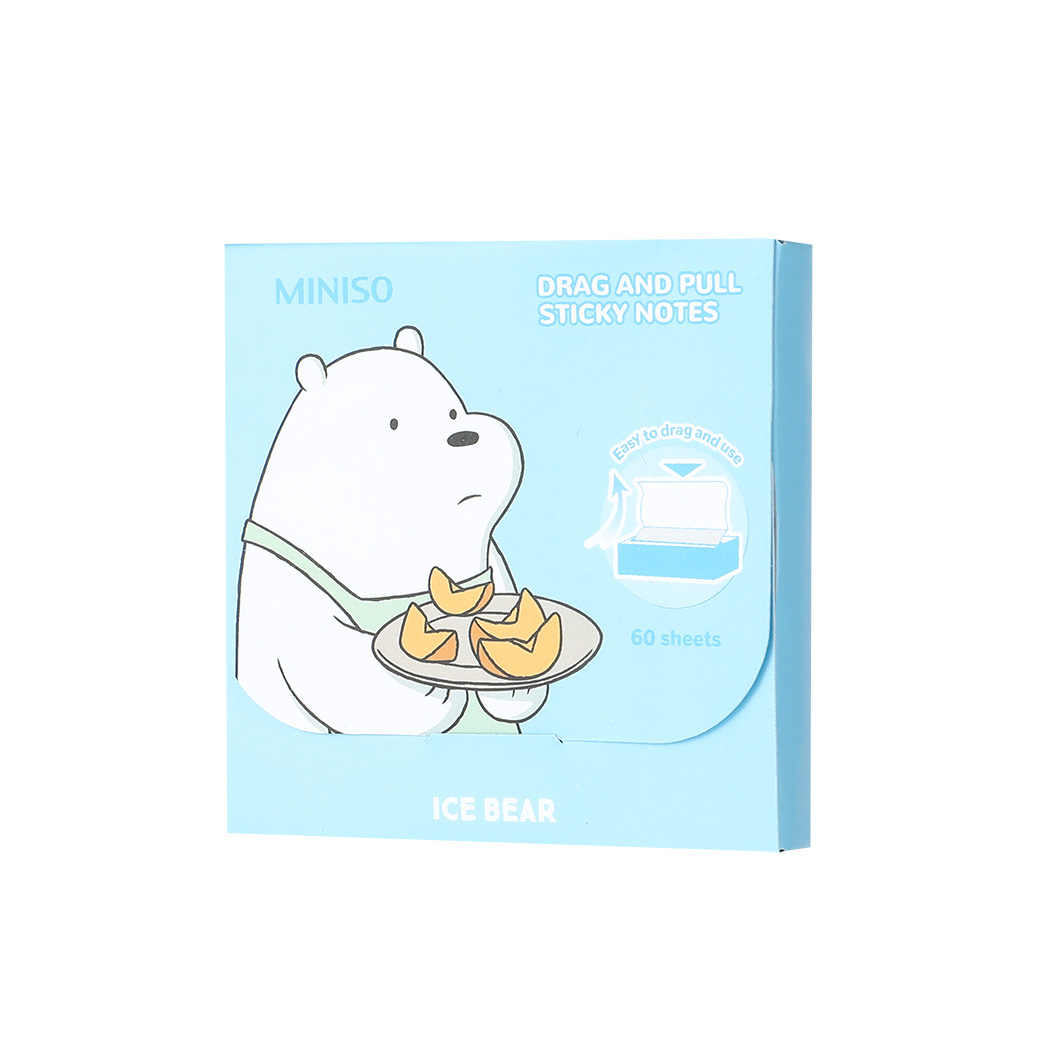 MINISO
DRAG AND PULL
STICKY NOTES
Easy to drag and use
60 sheets
ICE BEAR